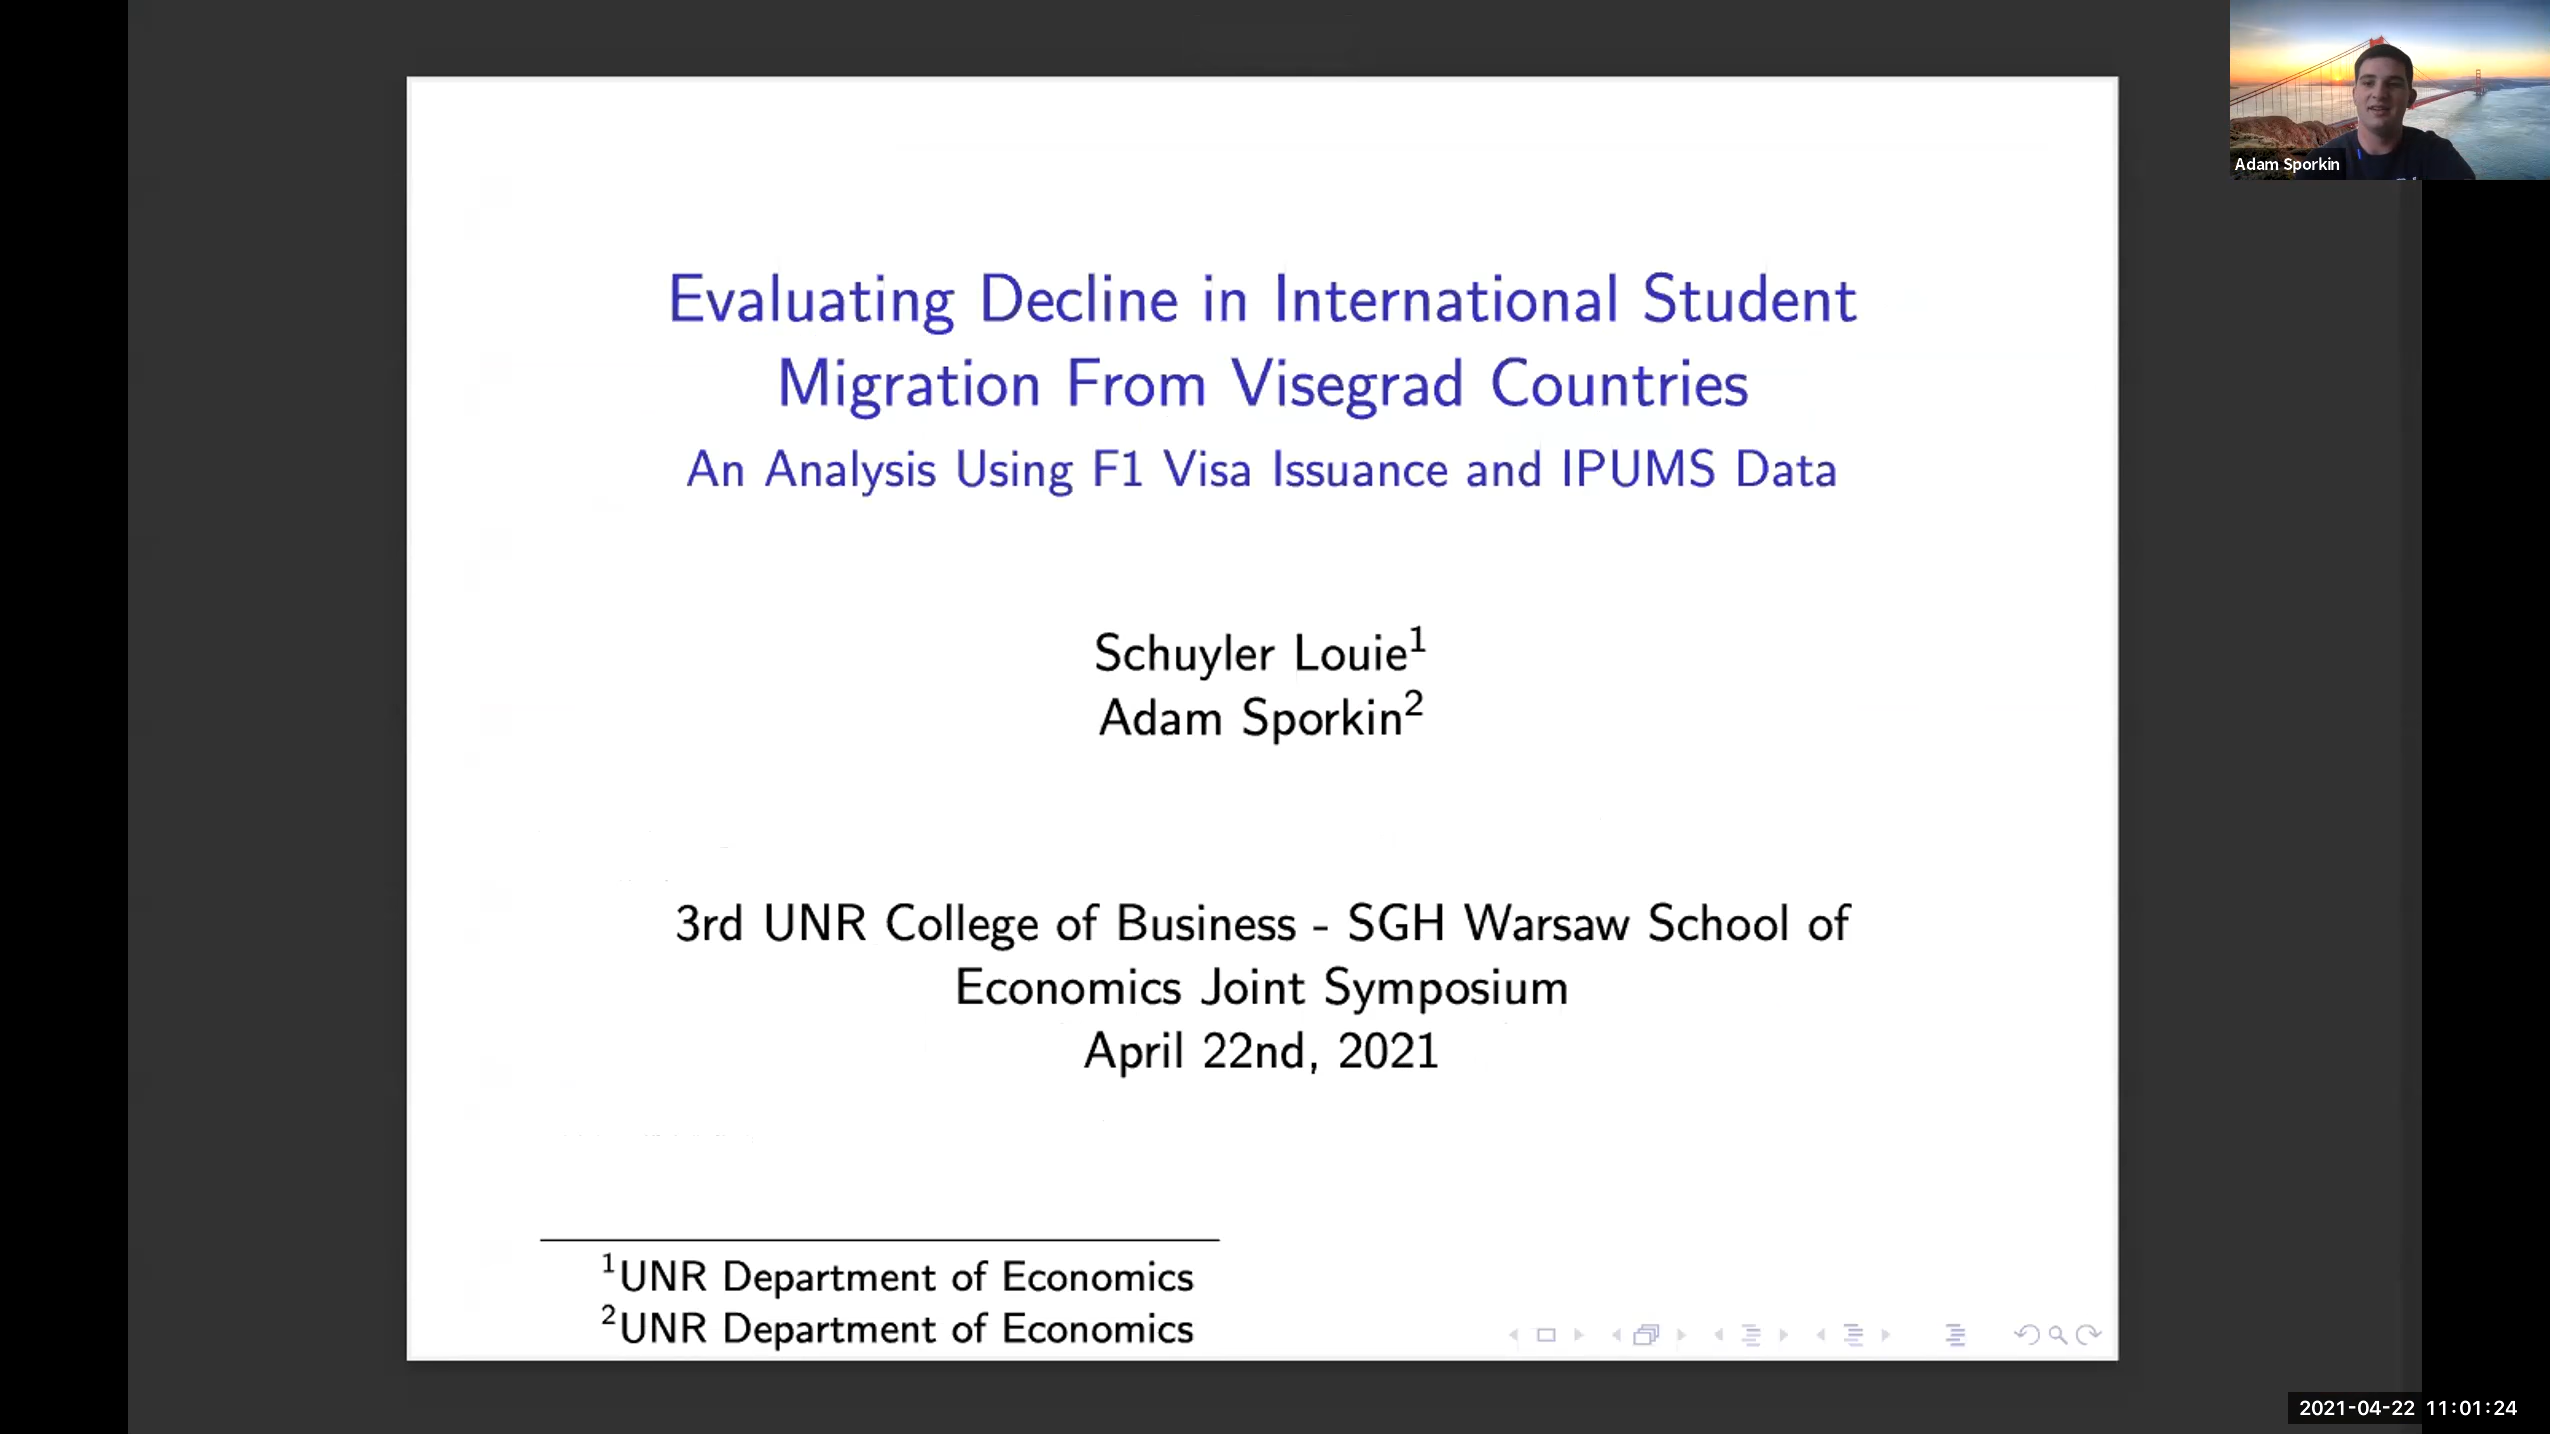 Evaluating Decline in International Student
Migration From Visegrad Countries
An Analysis Using F1 Visa Issuance and IPUMS Data
Schuyler Louie¹
Adam Sporkin²
3rd UNR College of Business - SGH Warsaw School of
Economics Joint Symposium
April 22nd, 2021
¹UNR Department of Economics
²UNR Department of Economics
Adam Sporkin
2021-04-22 11:01:24